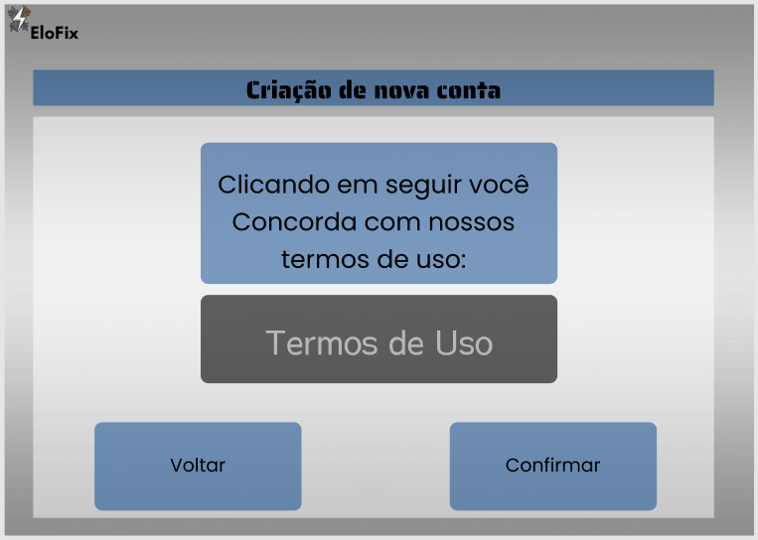 EloFix
Criação de nova conta
Clicando em seguir você
Concorda com nossos
termos de uso:
Termos de Uso
Voltar
Confirmar